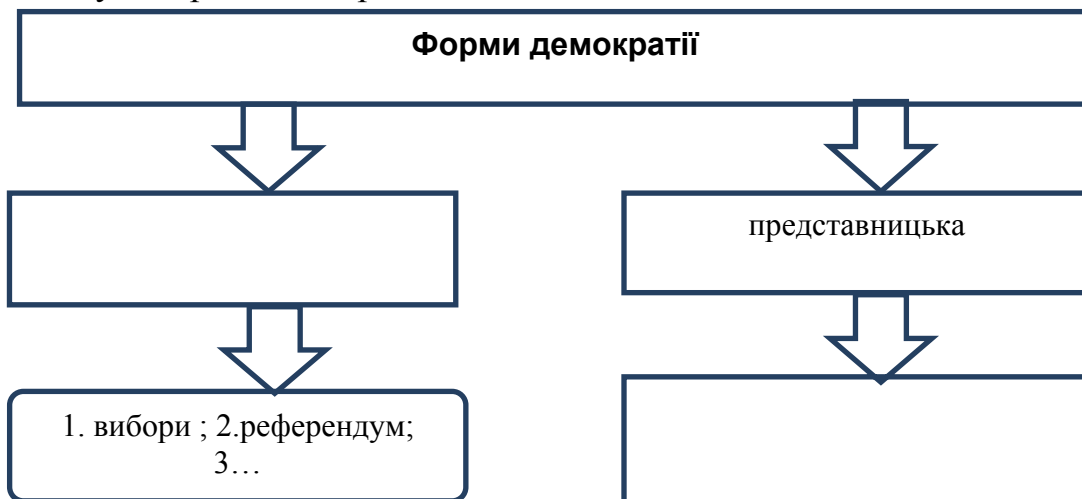 Форми демократії
представницька
1. вибори ; 2.референдум;
3…